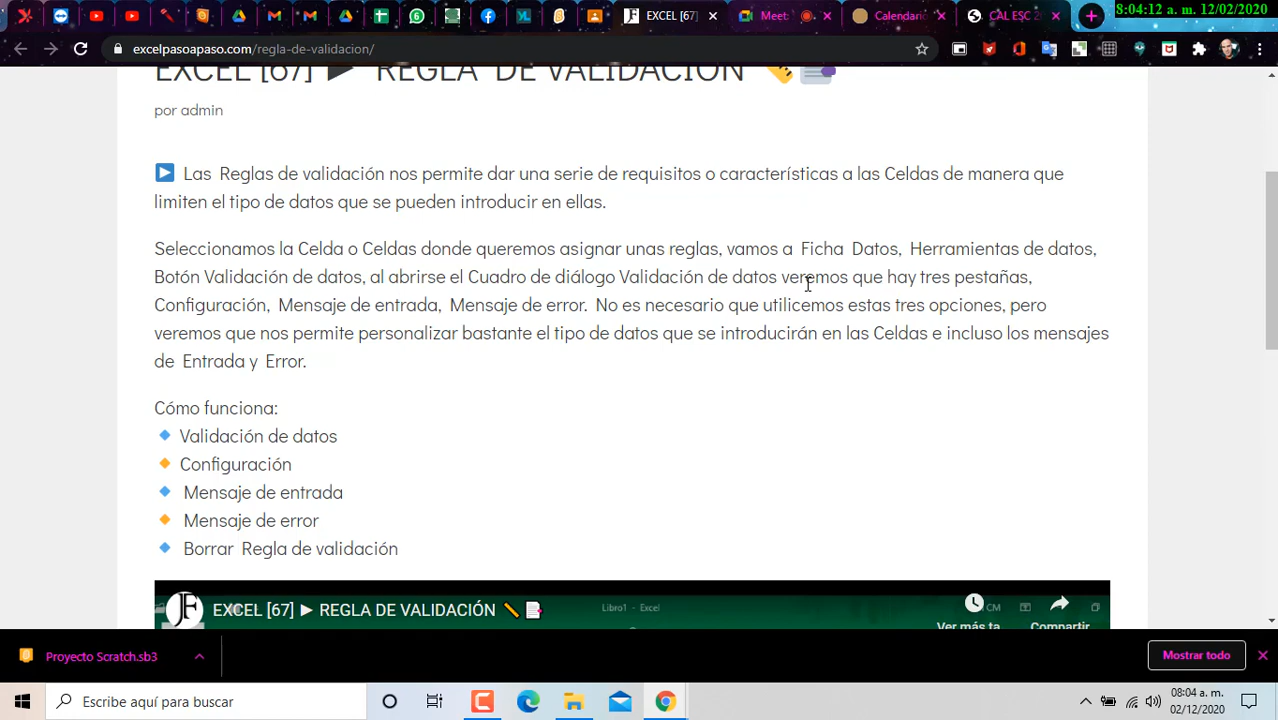 8:04:12 a. m. 12/02/2020
EXCEL [67]
Meet:
Calendario
CAL ESC 2
excelpasoapaso.com/regla-de-validacion/
EXCEL [67] ► REGLA DE VALIDACIÓN
por admin
Las Reglas de validación nos permite dar una serie de requisitos o características a las Celdas de manera que
limiten el tipo de datos que se pueden introducir en ellas.
Seleccionamos la Celda o Celdas donde queremos asignar unas reglas, vamos a Ficha Datos, Herramientas de datos,
Botón Validación de datos, al abrirse el Cuadro de diálogo Validación de datos veremos que hay tres pestañas,
Configuración, Mensaje de entrada, Mensaje de error. No es necesario que utilicemos estas tres opciones, pero
veremos que nos permite personalizar bastante el tipo de datos que se introducirán en las Celdas e incluso los mensajes
de Entrada y Error.
Cómo funciona:
Validación de datos
Configuración
Mensaje de entrada
Mensaje de error
Borrar Regla de validación
JF EXCEL [67] ► REGLA DE VALIDACIÓN
Libro1 - Excel
CM
Ver más ta
Compartir
Proyecto Scratch.sb3
Mostrar todo
Escribe aquí para buscar
08:04 a. m.
02/12/2020